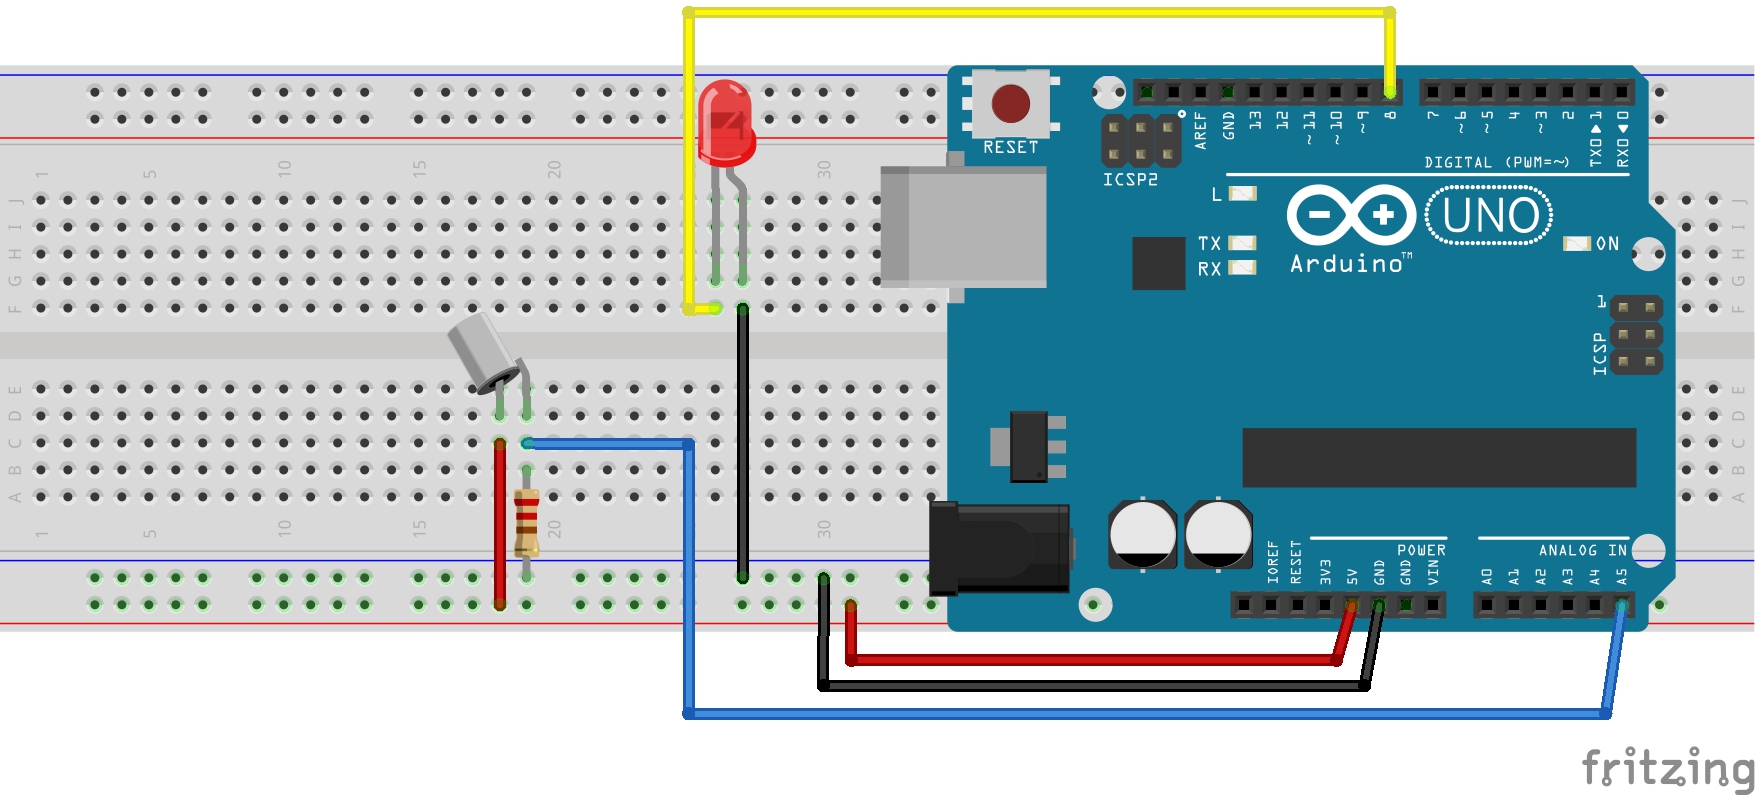 RESET
ICSP2
AREF
GND
13
12
~11
~10
~9
8
7
~6
~5
4
~3
2
TX0▶1
RX0◀0
DIGITAL (PWM=~)
L
TX
RX
UNO
Arduino™
ON
1
ICSP
1 5 10 15 20 30
J
I
H
G
F
E
D
C
B
A
J
I
H
G
F
E
D
C
B
A
1 5 10 15 20 30
POWER
ANALOG IN
IOREF
RESET
3V3
5V
GND
GND
VIN
A0
A1
A2
A3
A4
A5
fritzing